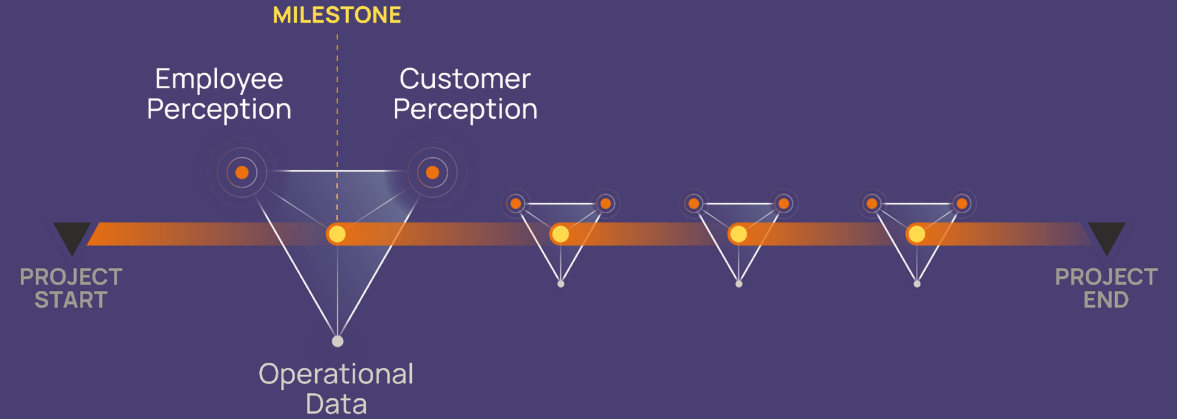 MILESTONE
Employee
Perception
Customer
Perception
PROJECT
START
PROJECT
END
Operational
Data